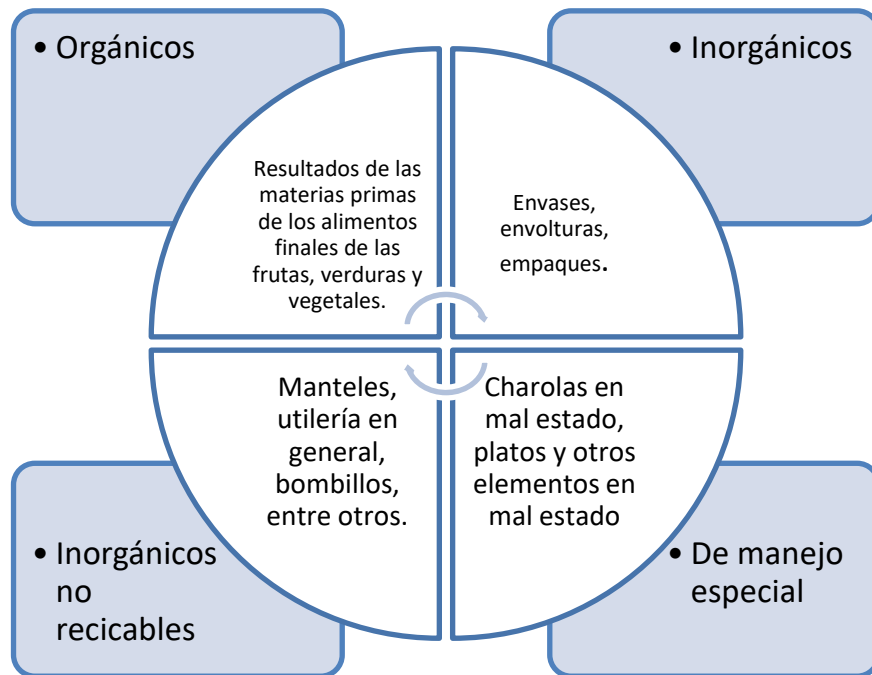 • Orgánicos
Resultados de las
materias primas
de los alimentos
finales de las
frutas, verduras y
vegetales.
• Inorgánicos
Envases,
envolturas,
empaques.
Manteles,
utilería en
general,
bombillos,
entre otros.
• Inorgánicos
no
recicables
Charolas en
mal estado,
platos y otros
elementos en
mal estado
• De manejo
especial